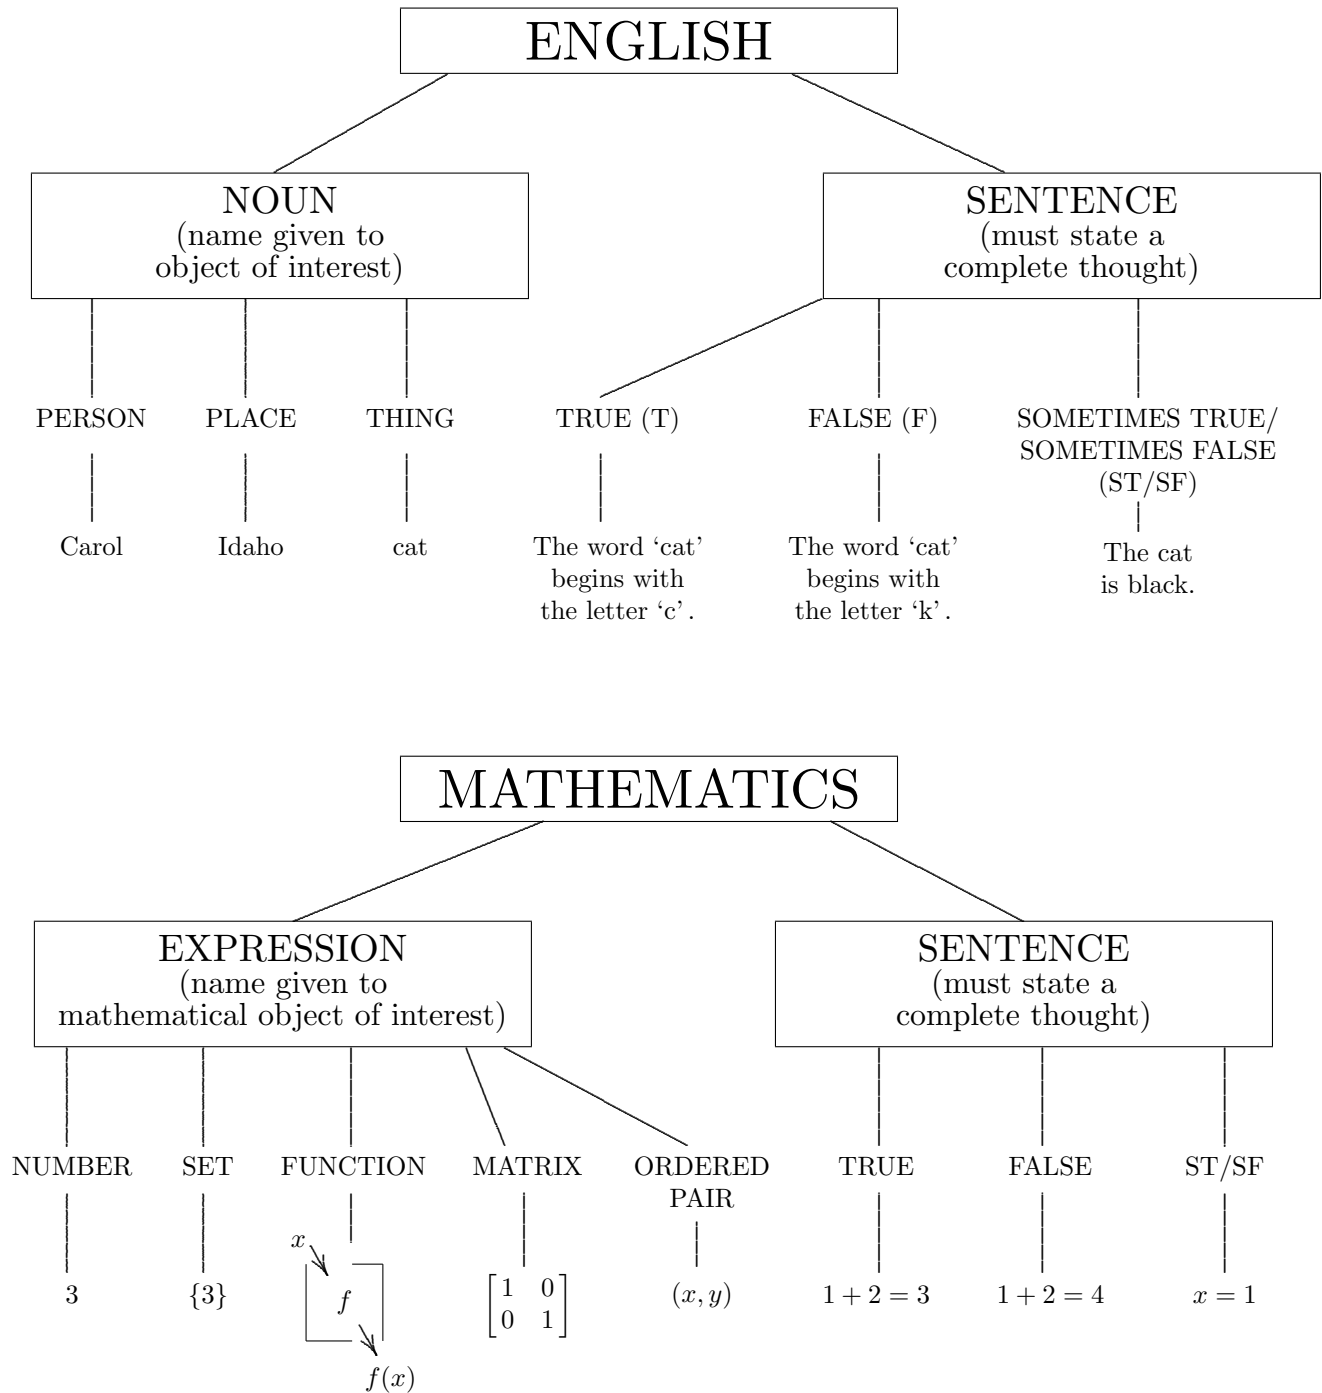 ENGLISH
NOUN
(name given to
object of interest)
SENTENCE
(must state a
complete thought)
PERSON
PLACE
THING
TRUE (T)
FALSE (F)
SOMETIMES TRUE/
SOMETIMES FALSE
(ST/SF)
Carol
Idaho
cat
The word ‘cat’
begins with
the letter ‘c’ .
The word ‘cat’
begins with
the letter ‘k’ .
The cat
is black.
MATHEMATICS
EXPRESSION
(name given to
mathematical object of interest)
SENTENCE
(must state a
complete thought)
NUMBER
SET
FUNCTION
MATRIX
ORDERED
PAIR
TRUE
FALSE
ST/SF
3
{3}
x
f
f(x)
1 0
0 1
(x, y)
1 + 2 = 3
1 + 2 = 4
x = 1